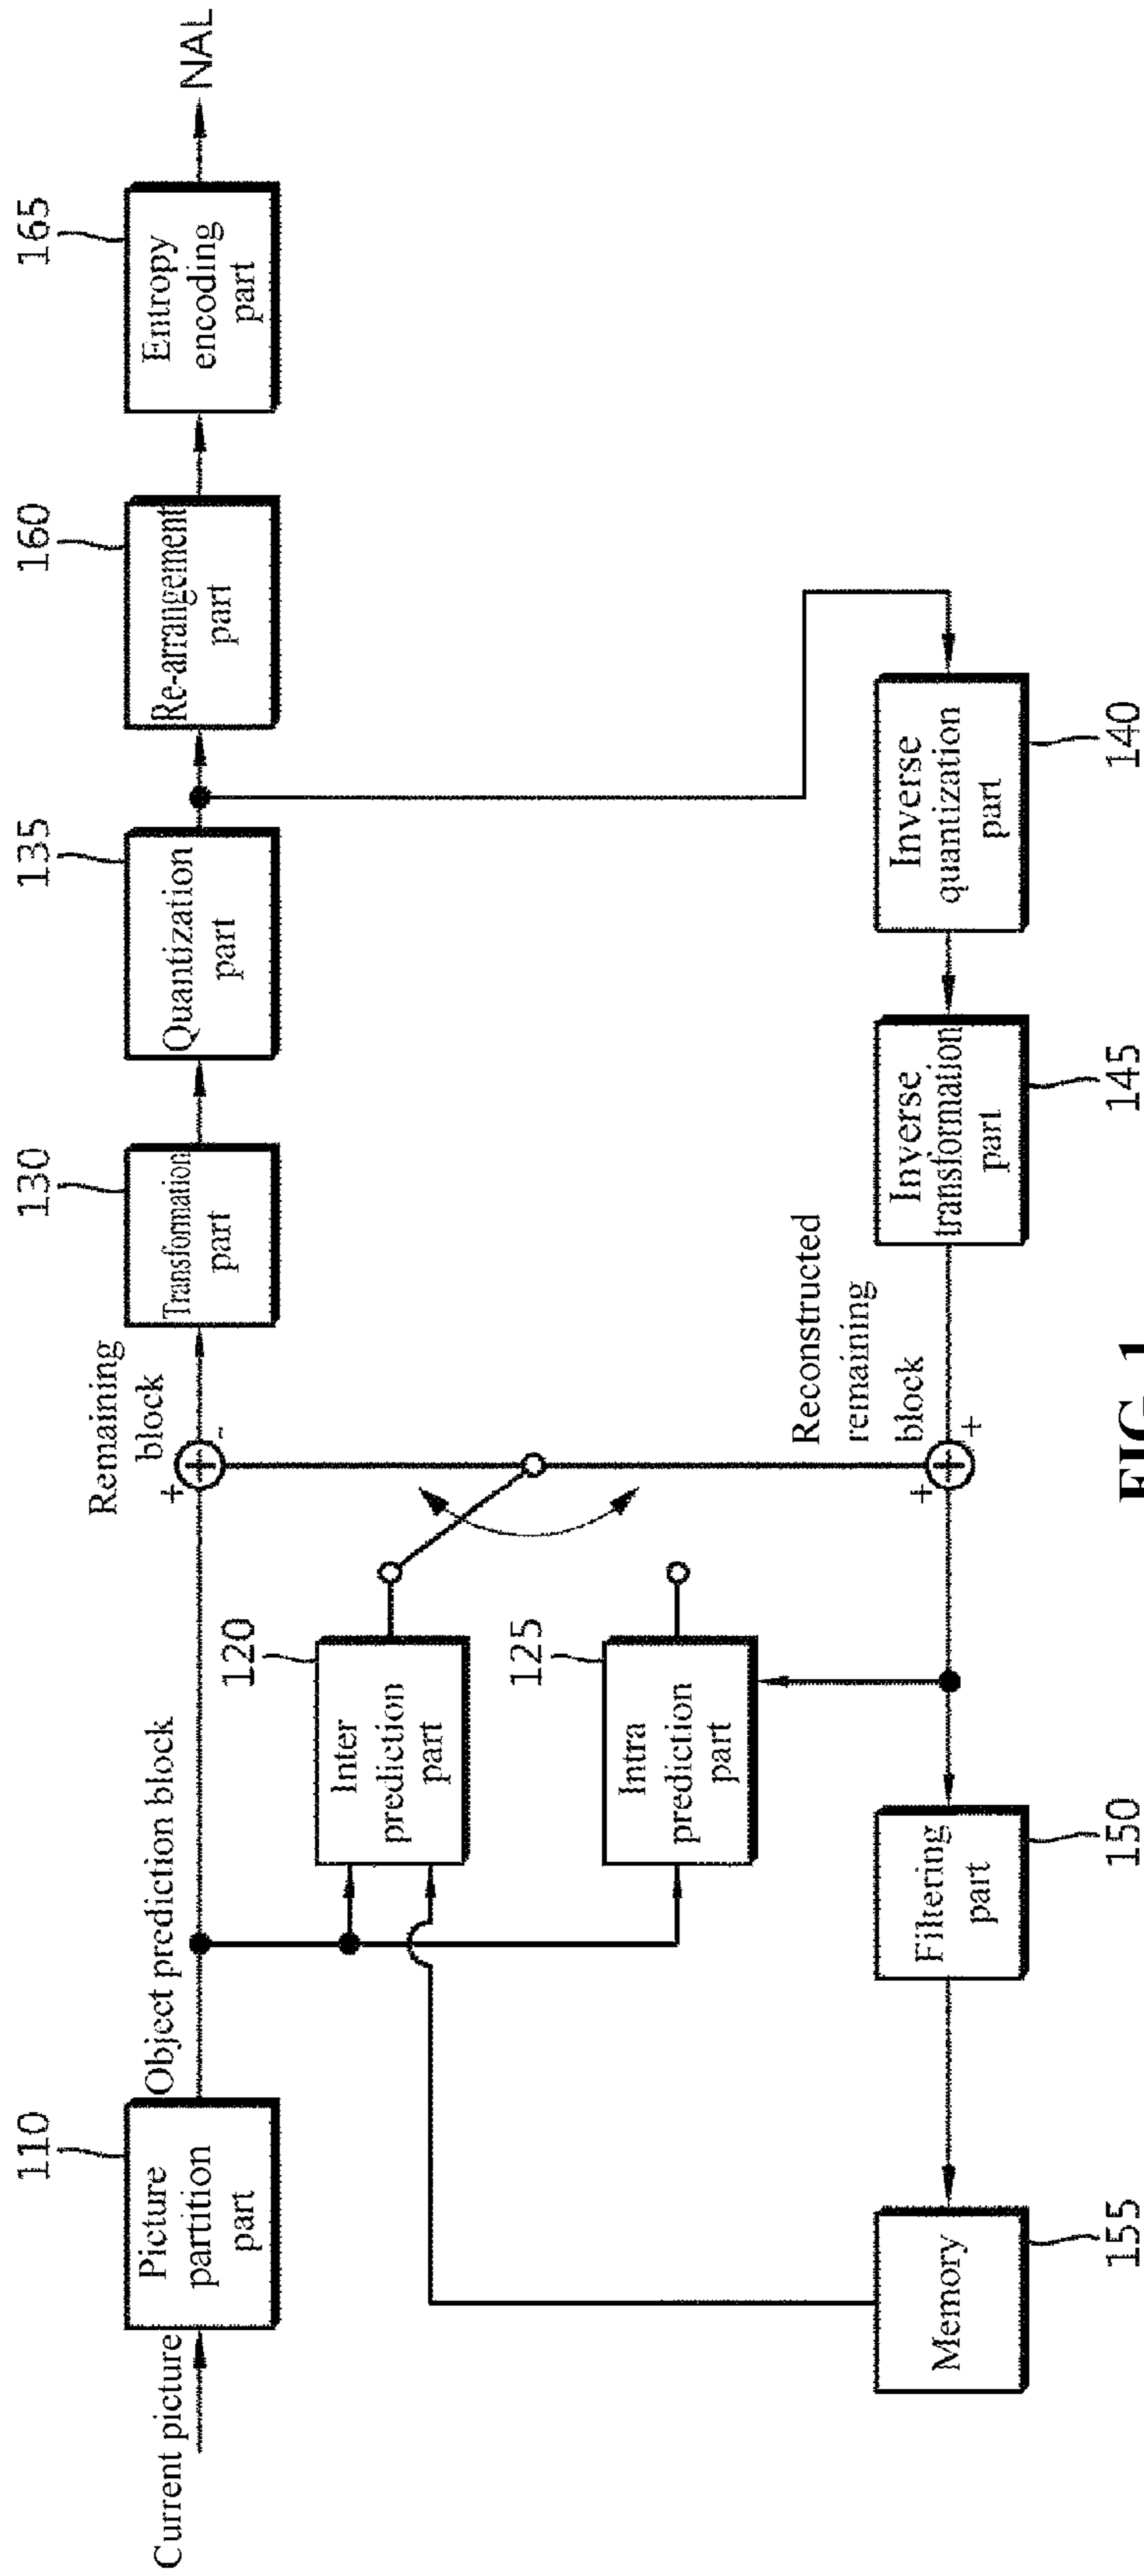 110
135
160
165
130
Current picture
Picture
partition
part
Object prediction block
Remaining
block
+
-
Transformation
part
Quantization
part
Re-arrangement
part
Entropy
encoding
part
NAL
120
Inter
prediction
part
125
Intra
prediction
part
Reconstructed
remaining
block
+
+
Memory
155
Filtering
part
150
Inverse
transformation
part
145
Inverse
quantization
part
140
FIG. 1